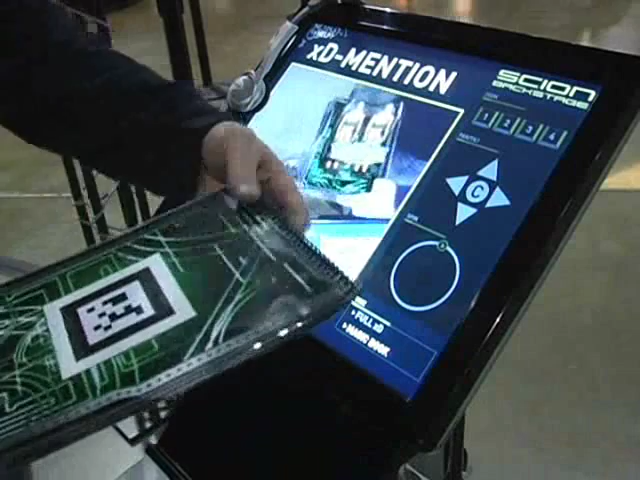 xD-MENTION
SCION
BACKSTAGE
1 2 3 4
C
FULL xD
MAGIC BOOK